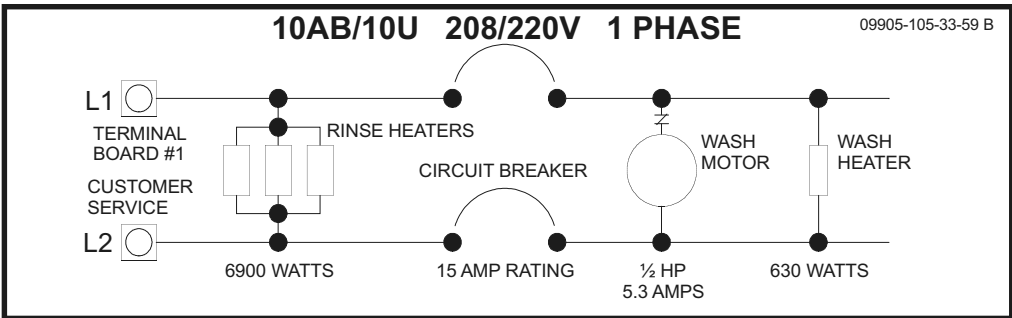 10AB/10U 208/220V 1 PHASE
09905-105-33-59 B
L1
TERMINAL
BOARD #1
RINSE HEATERS
WASH
MOTOR
WASH
HEATER
CIRCUIT BREAKER
CUSTOMER
SERVICE
L2
6900 WATTS
15 AMP RATING
½ HP
5.3 AMPS
630 WATTS